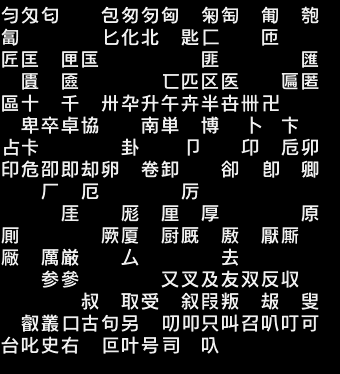 匀匁匂 包匆匇匈 匊匋 匍 匏
匐 匕化北 匙匚 匝
匠匡 匣匤 匪 匯
匱 匳 匸匹区医 匾匿
區十 千 卅卆升午卉半卋卌卍
卑卒卓協 南単 博 卜 卞
占卡 卦 卩 卬 卮卯
印危卲即却卵 卷卸 卻 卽 卿
厂 厄 厉
厓 厖 厘 厚 原
厠 厥厦 厨厩 厫 厭厮
厰 厲厳 厶 去
参參 又叉及友双反収
叔 取受 叙叚叛 叝 叟
叡叢口古句另 叨叩只叫召叭叮可
台叱史右 叵叶号司 叺